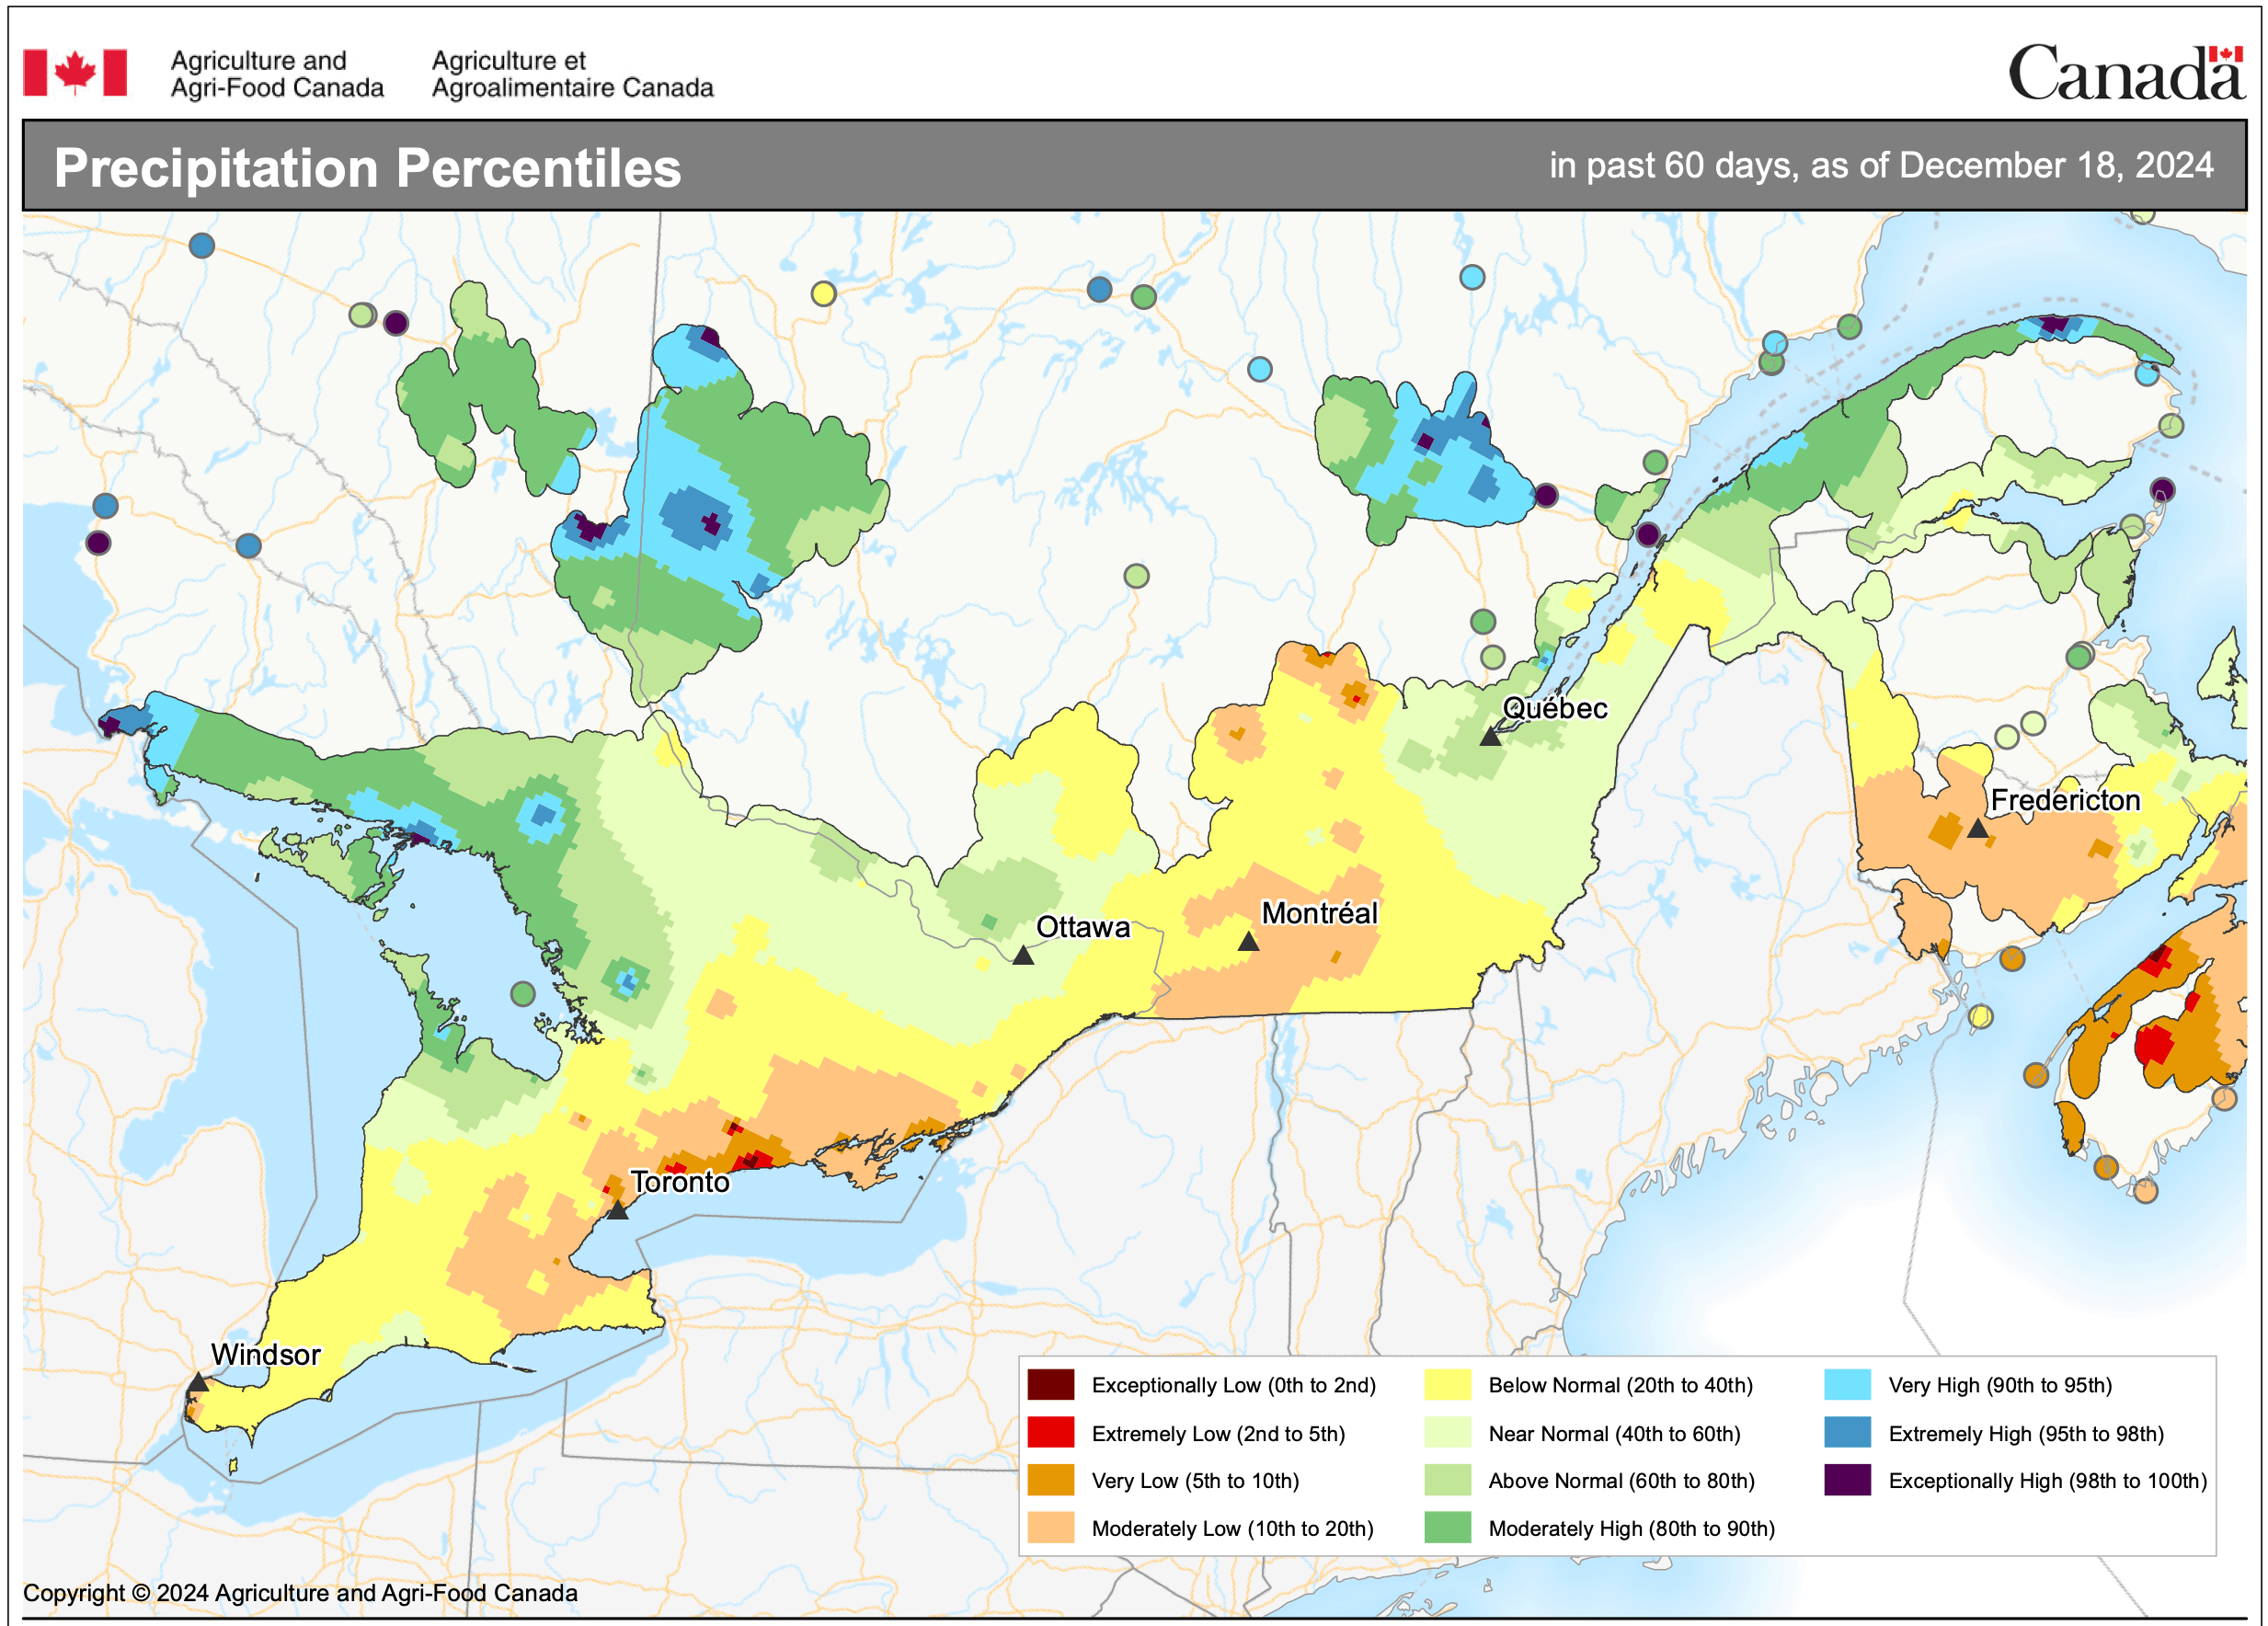 Agriculture and
Agri-Food Canada
Agriculture et
Agroalimentaire Canada
Canada
Precipitation Percentiles
in past 60 days, as of December 18, 2024
Québec
Fredericton
Montréal
Ottawa
Toronto
Windsor
Exceptionally Low (0th to 2nd)
Extremely Low (2nd to 5th)
Very Low (5th to 10th)
Moderately Low (10th to 20th)
Below Normal (20th to 40th)
Near Normal (40th to 60th)
Above Normal (60th to 80th)
Moderately High (80th to 90th)
Very High (90th to 95th)
Extremely High (95th to 98th)
Exceptionally High (98th to 100th)
Copyright © 2024 Agriculture and Agri-Food Canada